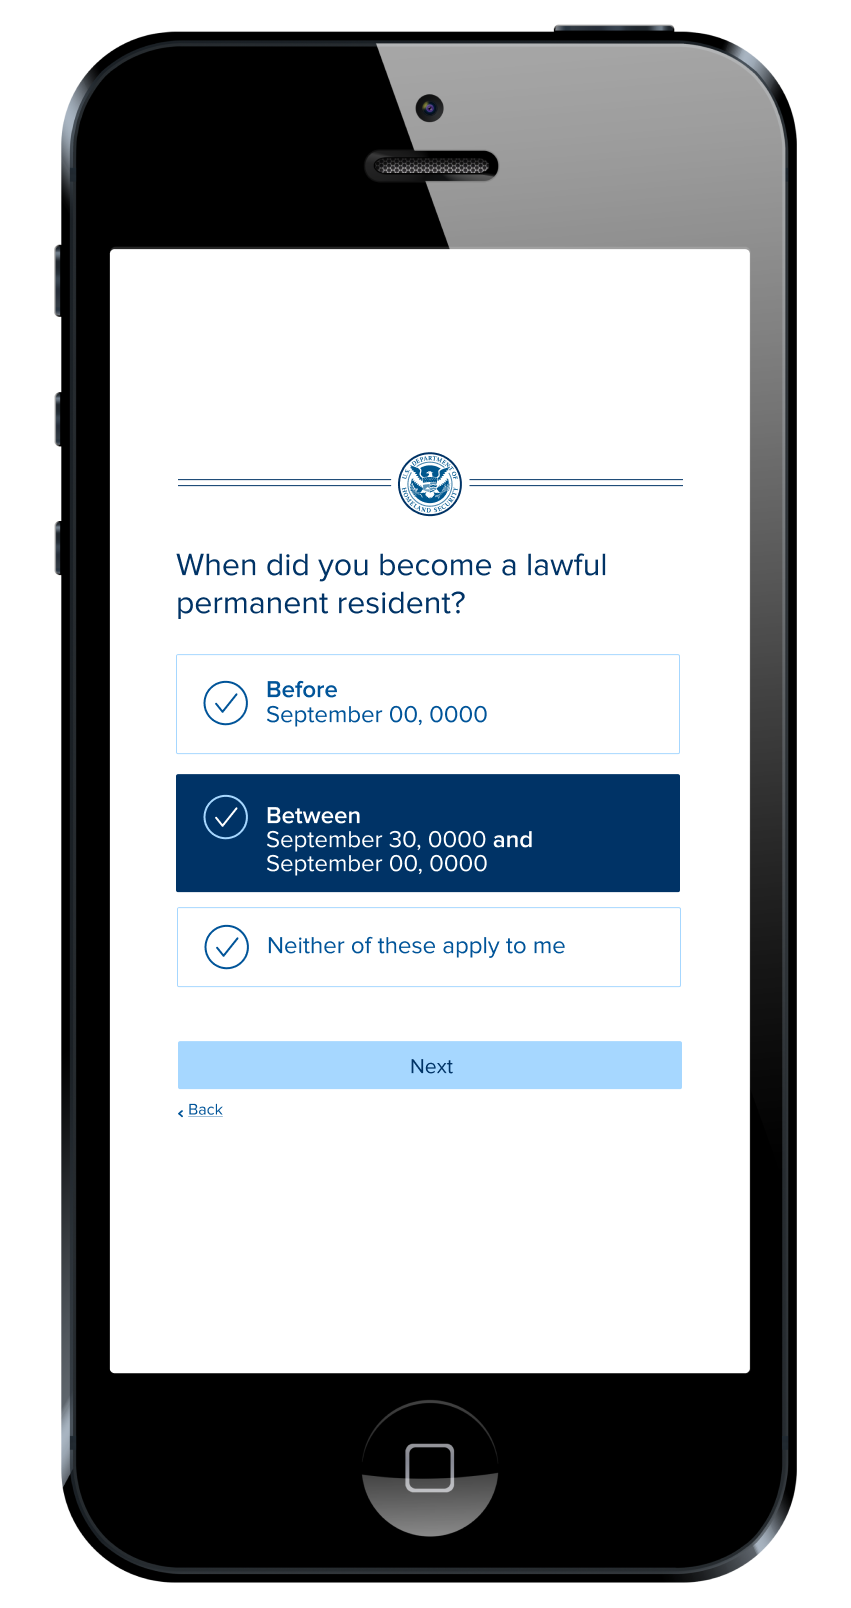 U.S. DEPARTMENT OF
HOMELAND SECURITY
When did you become a lawful
permanent resident?
Before
September 00, 0000
Between
September 30, 0000 and
September 00, 0000
Neither of these apply to me
Next
Back